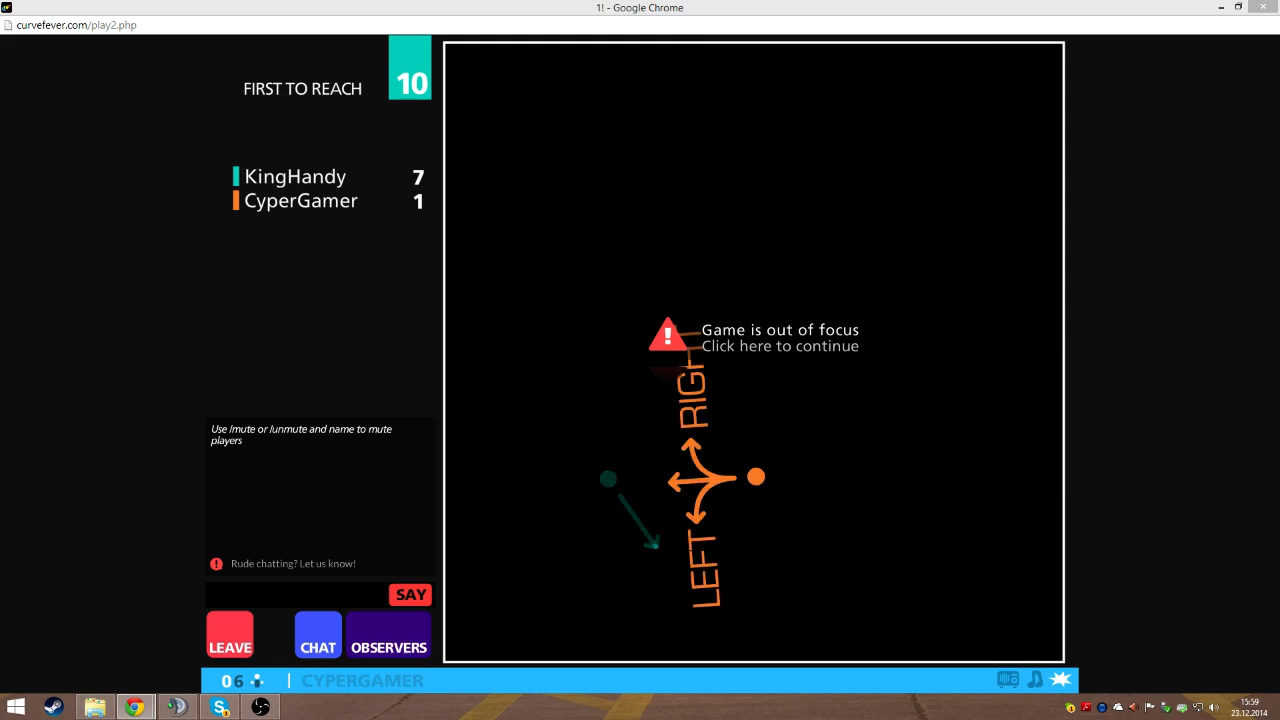 1! - Google Chrome
curvefever.com/play2.php
FIRST TO REACH 10
KingHandy 7
CyperGamer 1
Game is out of focus
Click here to continue
RIGHT
LEFT
Use /mute or /unmute and name to mute
players
Rude chatting? Let us know!
SAY
LEAVE
CHAT
OBSERVERS
06
CYPERGAMER
15:59
23.12.2014